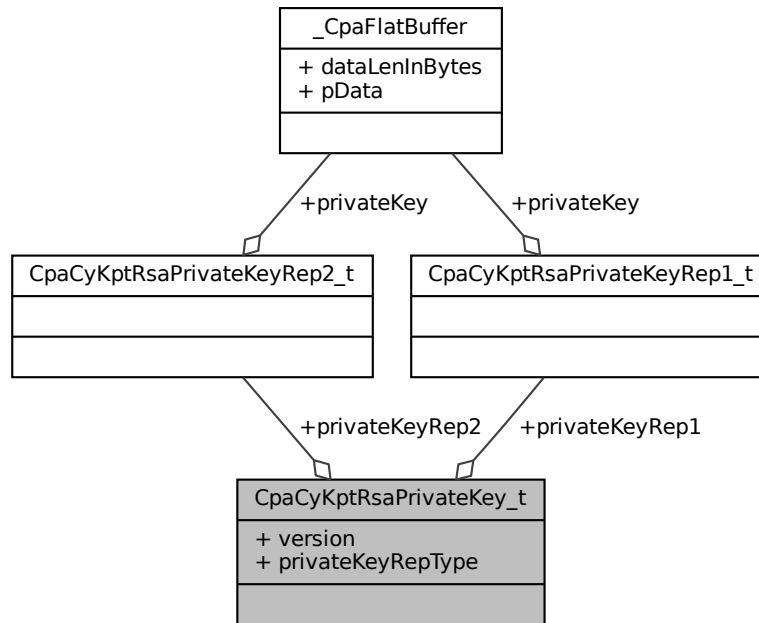 _CpaFlatBuffer
+ dataLenInBytes
+ pData
+privateKey
+privateKey
CpaCyKptRsaPrivateKeyRep2_t
CpaCyKptRsaPrivateKeyRep1_t
+privateKeyRep2
+privateKeyRep1
CpaCyKptRsaPrivateKey_t
+ version
+ privateKeyRepType